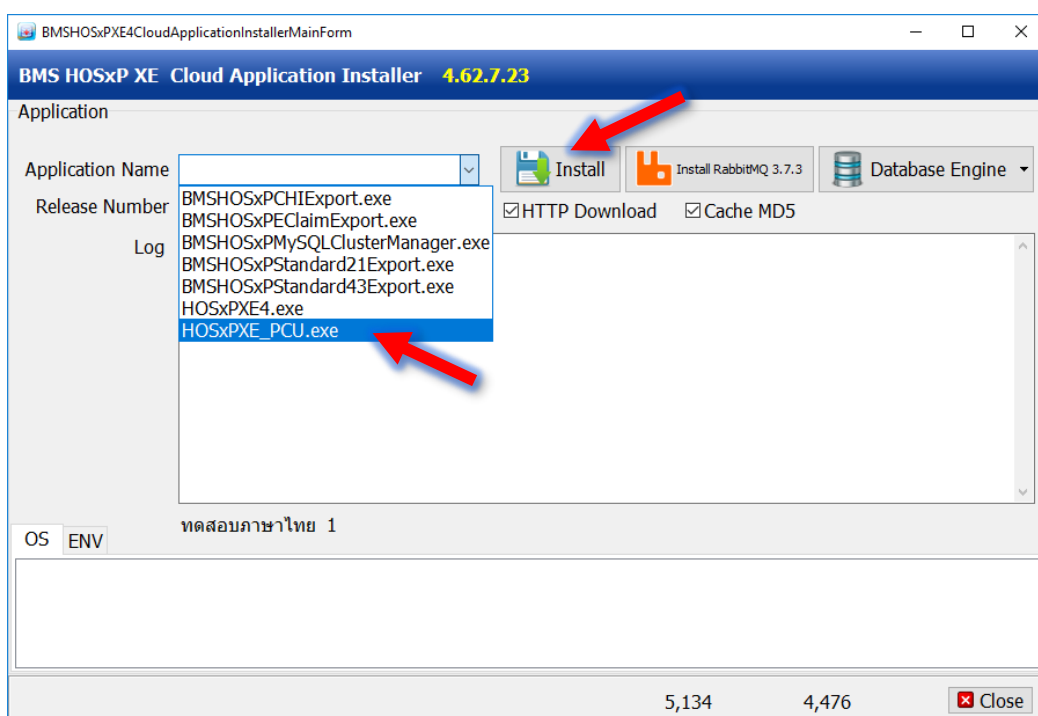 BMSHOSxPXE4CloudApplicationInstallerMainForm
BMS HOSxP XE Cloud Application Installer 4.62.7.23
Application
Application Name
Install
Install RabbitMQ 3.7.3
Database Engine
Release Number
HTTP Download
Cache MD5
Log
BMSHOSxPCHIExport.exe
BMSHOSxPEClaimExport.exe
BMSHOSxPMySQLClusterManager.exe
BMSHOSxPStandard21Export.exe
BMSHOSxPStandard43Export.exe
HOSxPXE4.exe
HOSxPXE_PCU.exe
ทดสอบภาษาไทย 1
OS ENV
5,134 4,476
Close